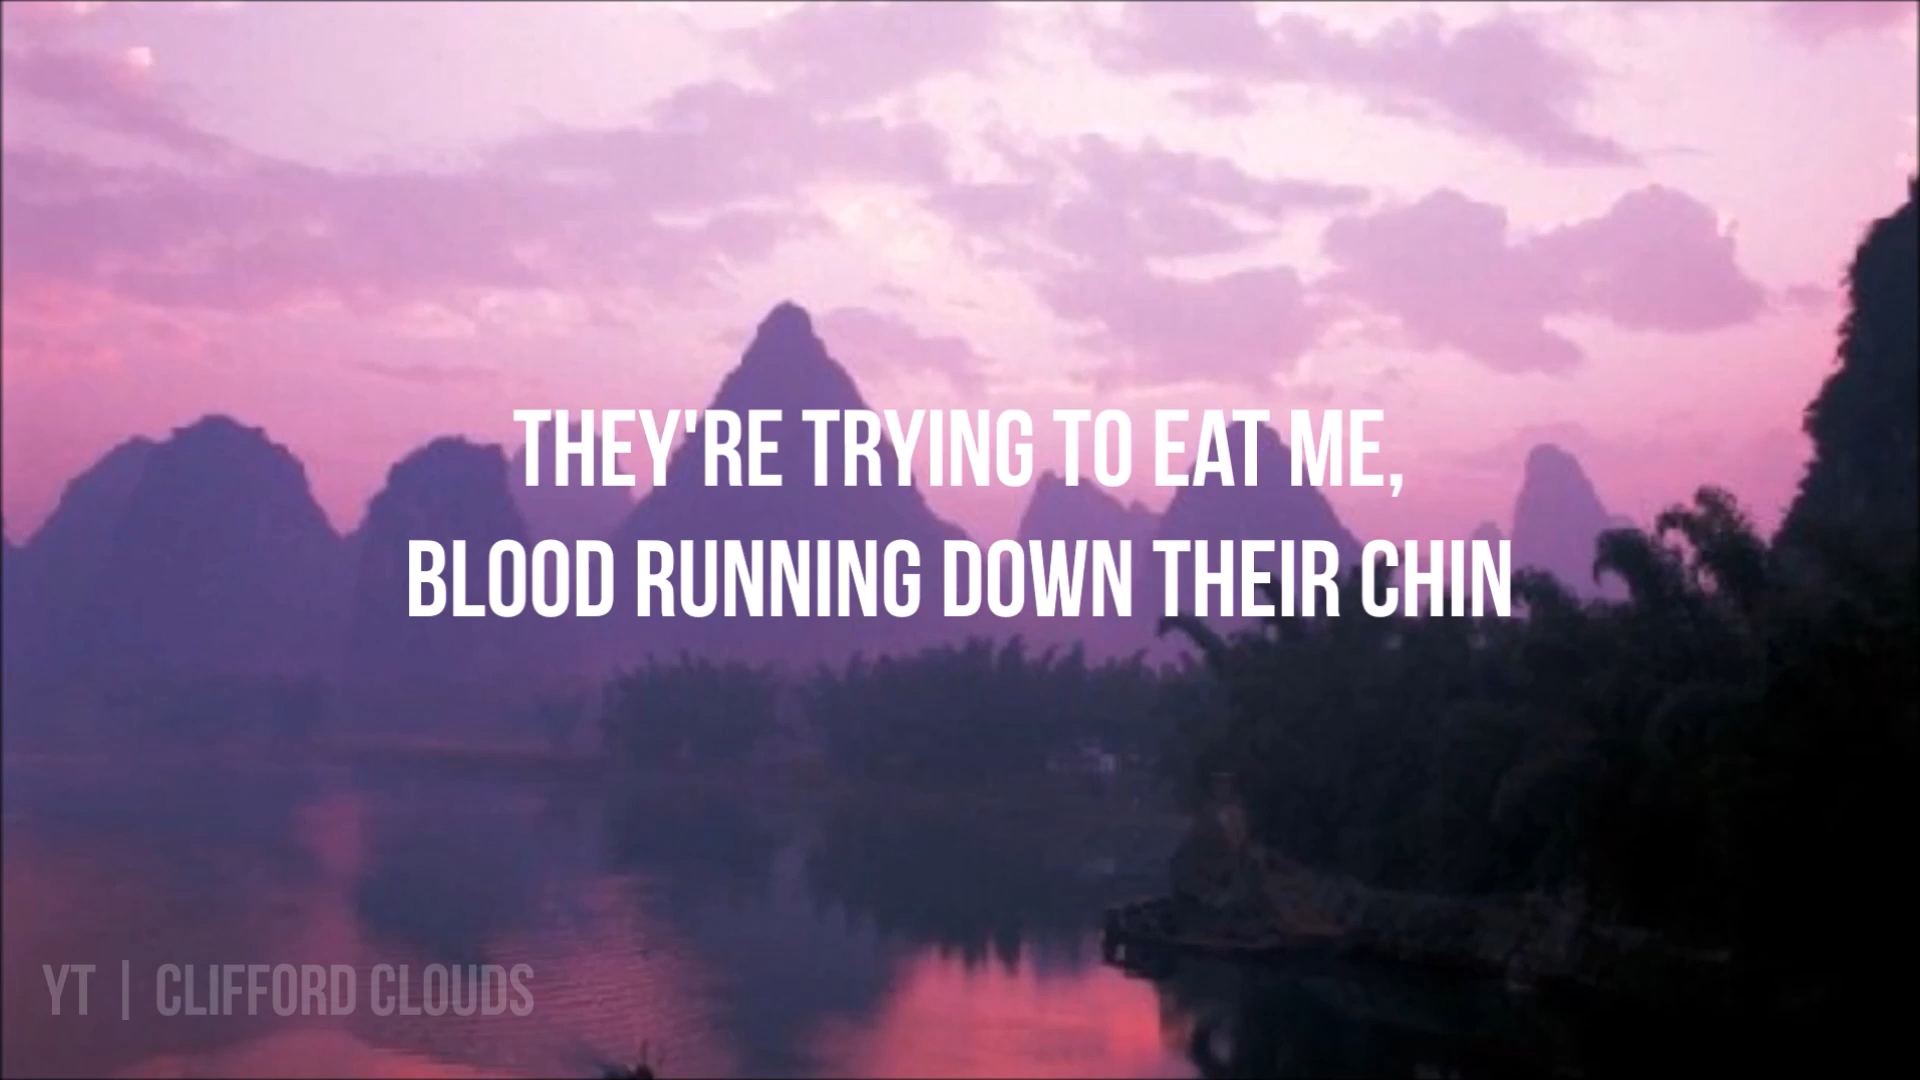 THEY'RE TRYING TO EAT ME,
BLOOD RUNNING DOWN THEIR CHIN
YT | CLIFFORD CLOUDS